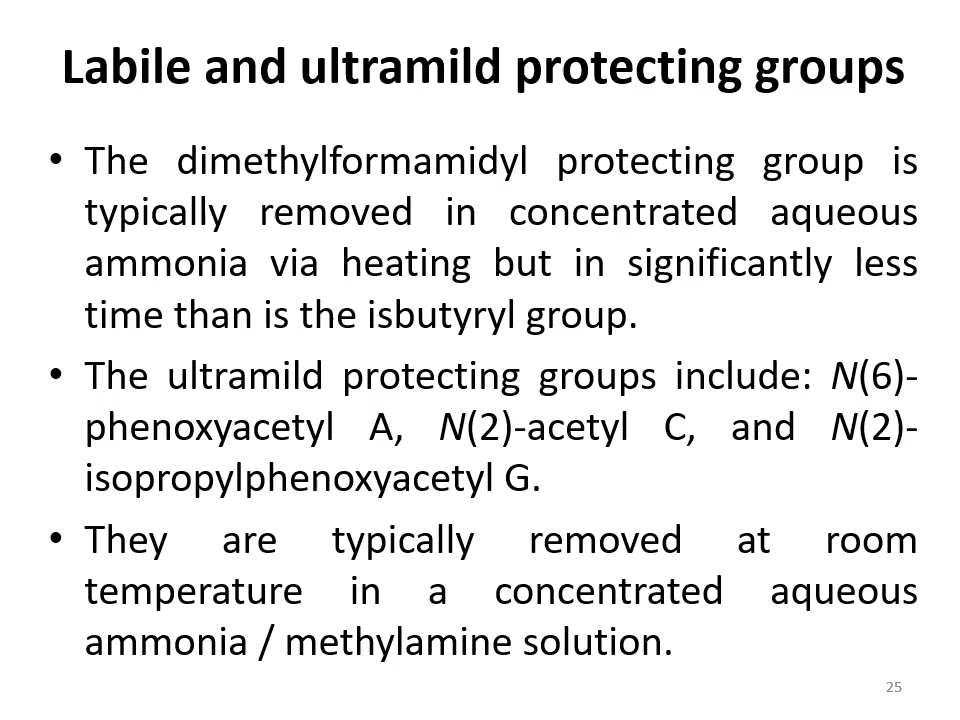 Labile and ultramild protecting groups
• The dimethylformamidyl protecting group is
typically removed in concentrated aqueous
ammonia via heating but in significantly less
time than is the isbutyryl group.
• The ultramild protecting groups include: N(6)-
phenoxyacetyl A, N(2)-acetyl C, and N(2)-
isopropylphenoxyacetyl G.
• They are typically removed at room
temperature in a concentrated aqueous
ammonia / methylamine solution.
25